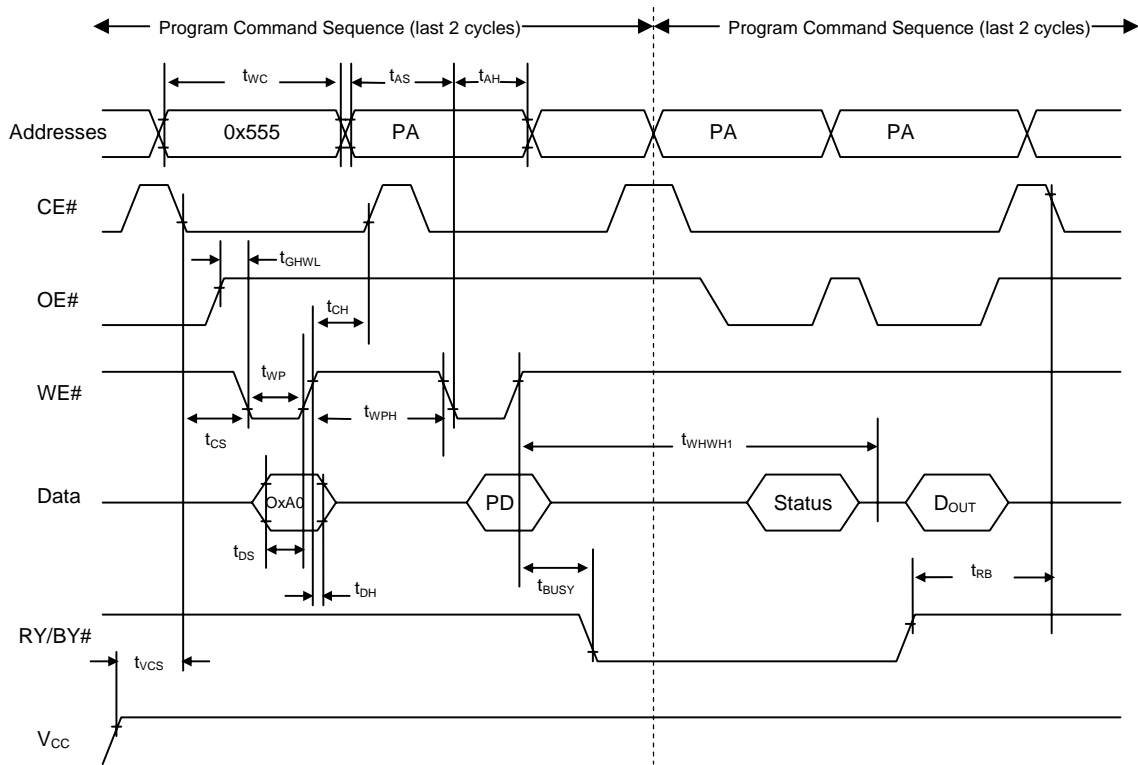 Program Command Sequence (last 2 cycles) Program Command Sequence (last 2 cycles)
tWC tAS tAH
Addresses 0x555 PA PA PA
CE#
tGHWL
OE#
tCH
WE# tWP
tWPH
tCS tWHWH1
Data OxA0 PD Status DOUT
tDS tDH tBUSY tRB
RY/BY#
tVCS
VCC